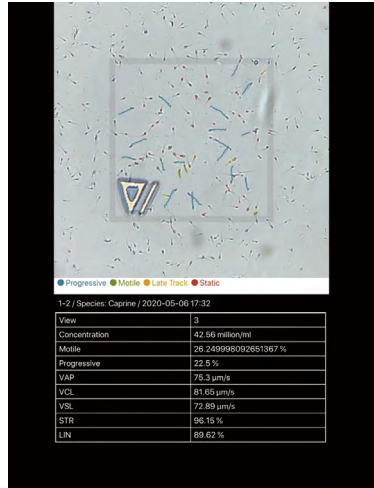 Progressive Motile Late Track Static
1-2 / Species: Caprine / 2020-05-06 17:32
View 3
Concentration 42.56 million/ml
Motile 26.249998092651367 %
Progressive 22.5 %
VAP 75.3 μm/s
VCL 81.65 μm/s
VSL 72.89 μm/s
STR 96.15 %
LIN 89.62 %